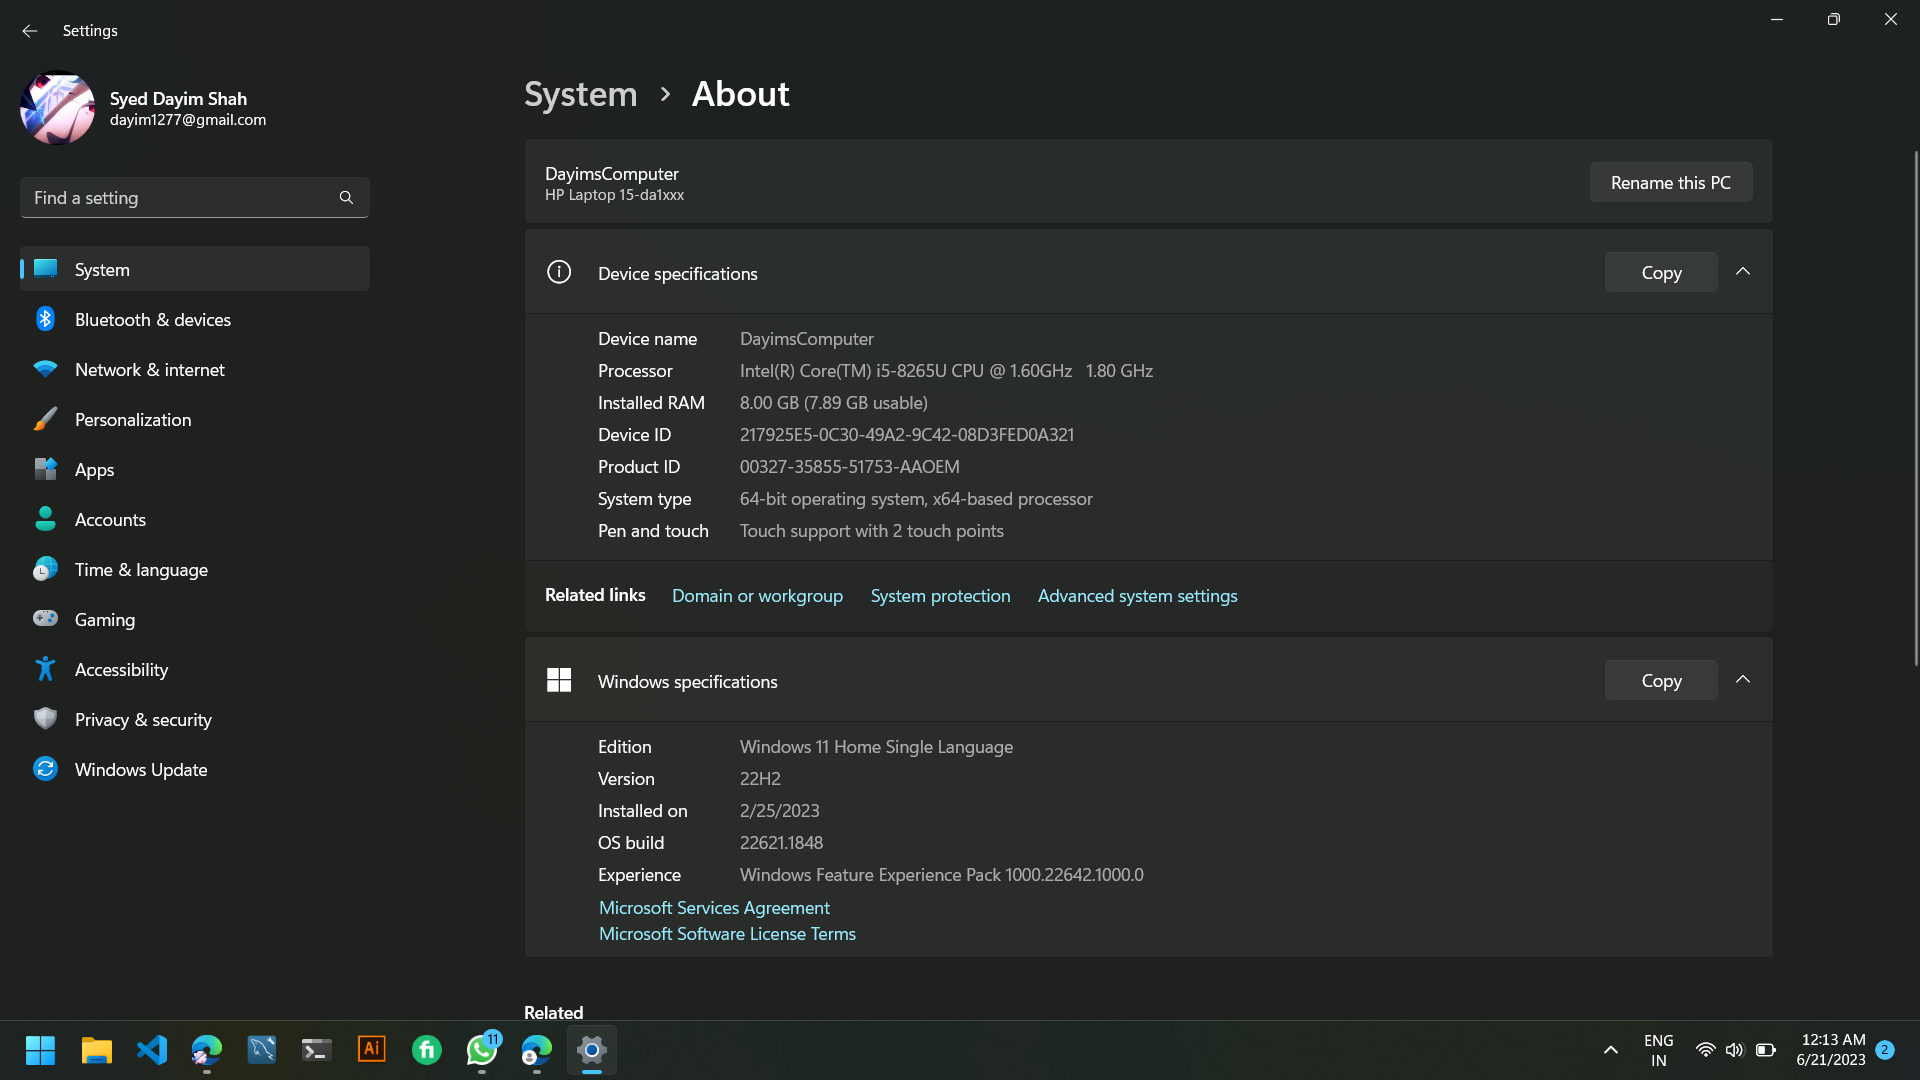 Settings
Syed Dayim Shah
dayim1277@gmail.com
Find a setting
System
Bluetooth & devices
Network & internet
Personalization
Apps
Accounts
Time & language
Gaming
Accessibility
Privacy & security
Windows Update
System > About
DayimsComputer
HP Laptop 15-da1xxx
Rename this PC
Device specifications
Copy
Device name DayimsComputer
Processor Intel(R) Core(TM) i5-8265U CPU @ 1.60GHz 1.80 GHz
Installed RAM 8.00 GB (7.89 GB usable)
Device ID 217925E5-0C30-49A2-9C42-08D3FED0A321
Product ID 00327-35855-51753-AAOEM
System type 64-bit operating system, x64-based processor
Pen and touch Touch support with 2 touch points
Related links Domain or workgroup System protection Advanced system settings
Windows specifications
Copy
Edition Windows 11 Home Single Language
Version 22H2
Installed on 2/25/2023
OS build 22621.1848
Experience Windows Feature Experience Pack 1000.22642.1000.0
Microsoft Services Agreement
Microsoft Software License Terms
Related
Ai
fi
11
ENG
IN
12:13 AM
6/21/2023
2